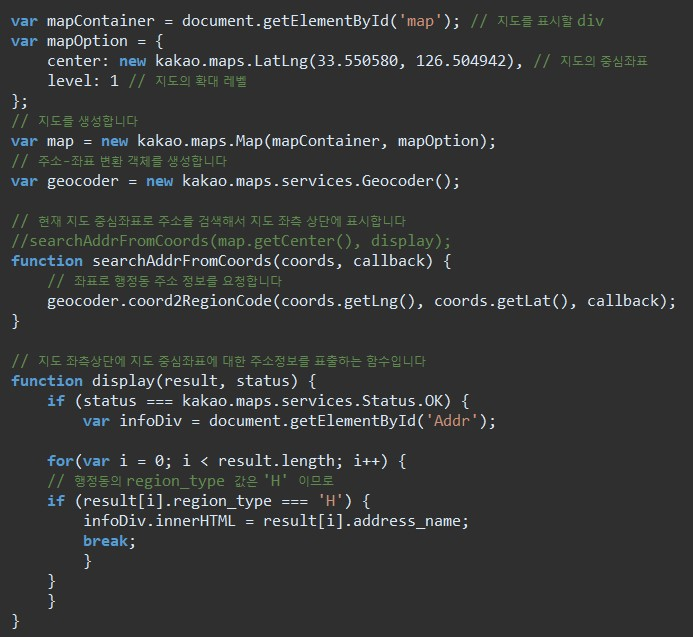 var mapContainer = document.getElementById('map'); // 지도를 표시할 div
var mapOption = {
    center: new kakao.maps.LatLng(33.550580, 126.504942), // 지도의 중심좌표
    level: 1 // 지도의 확대 레벨
};
// 지도를 생성합니다
var map = new kakao.maps.Map(mapContainer, mapOption);
// 주소-좌표 변환 객체를 생성합니다
var geocoder = new kakao.maps.services.Geocoder();

// 현재 지도 중심좌표로 주소를 검색해서 지도 좌측 상단에 표시합니다
//searchAddrFromCoords(map.getCenter(), display);
function searchAddrFromCoords(coords, callback) {
    // 좌표로 행정동 주소 정보를 요청합니다
    geocoder.coord2RegionCode(coords.getLng(), coords.getLat(), callback);
}

// 지도 좌측상단에 지도 중심좌표에 대한 주소정보를 표출하는 함수입니다
function display(result, status) {
    if (status === kakao.maps.services.Status.OK) {
        var infoDiv = document.getElementById('Addr');

    for(var i = 0; i < result.length; i++) {
    // 행정동의 region_type 값은 'H' 이므로
    if (result[i].region_type === 'H') {
        infoDiv.innerHTML = result[i].address_name;
        break;
        }
    }
    }
}